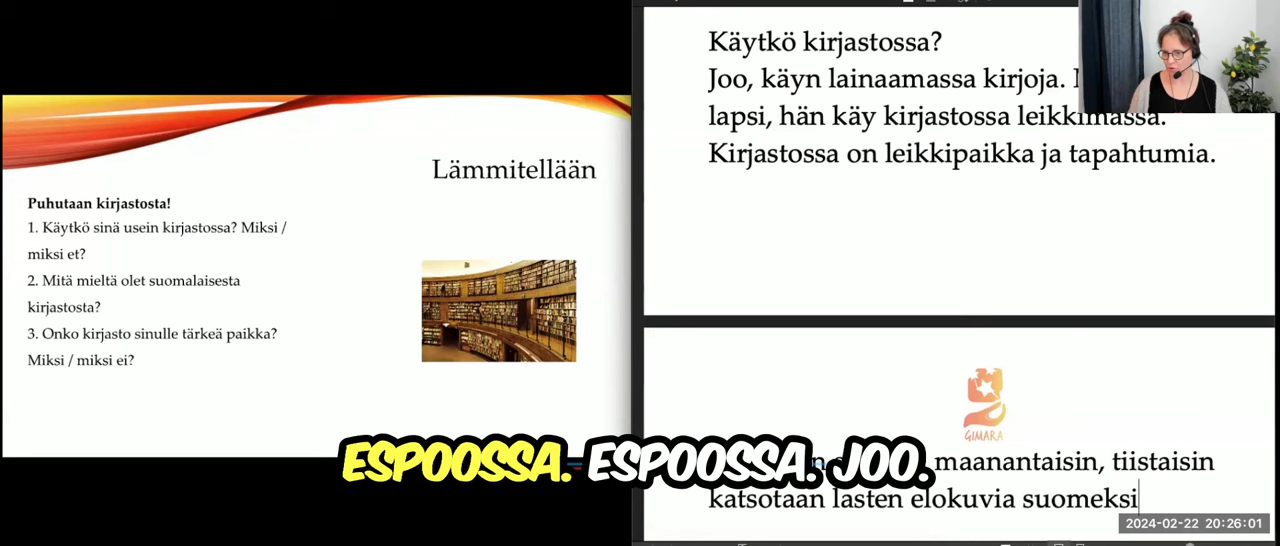 Lämmitellään
Puhutaan kirjastosta!
1. Käytkö sinä usein kirjastossa? Miksi /
miksi et?
2. Mitä mieltä olet suomalaisesta
kirjastosta?
3. Onko kirjasto sinulle tärkeä paikka?
Miksi / miksi ei?
Käytkö kirjastossa?
Joo, käyn lainaamassa kirjoja.
lapsi, hän käy kirjastossa leikkimässä.
Kirjastossa on leikkipaikka ja tapahtumia.
GIMARA
maanantaisin, tiistaisin
katsotaan lasten elokuvia suomeksi
ESPOOSSA. ESPOOSSA. JOO.
2024-02-22 20:26:01